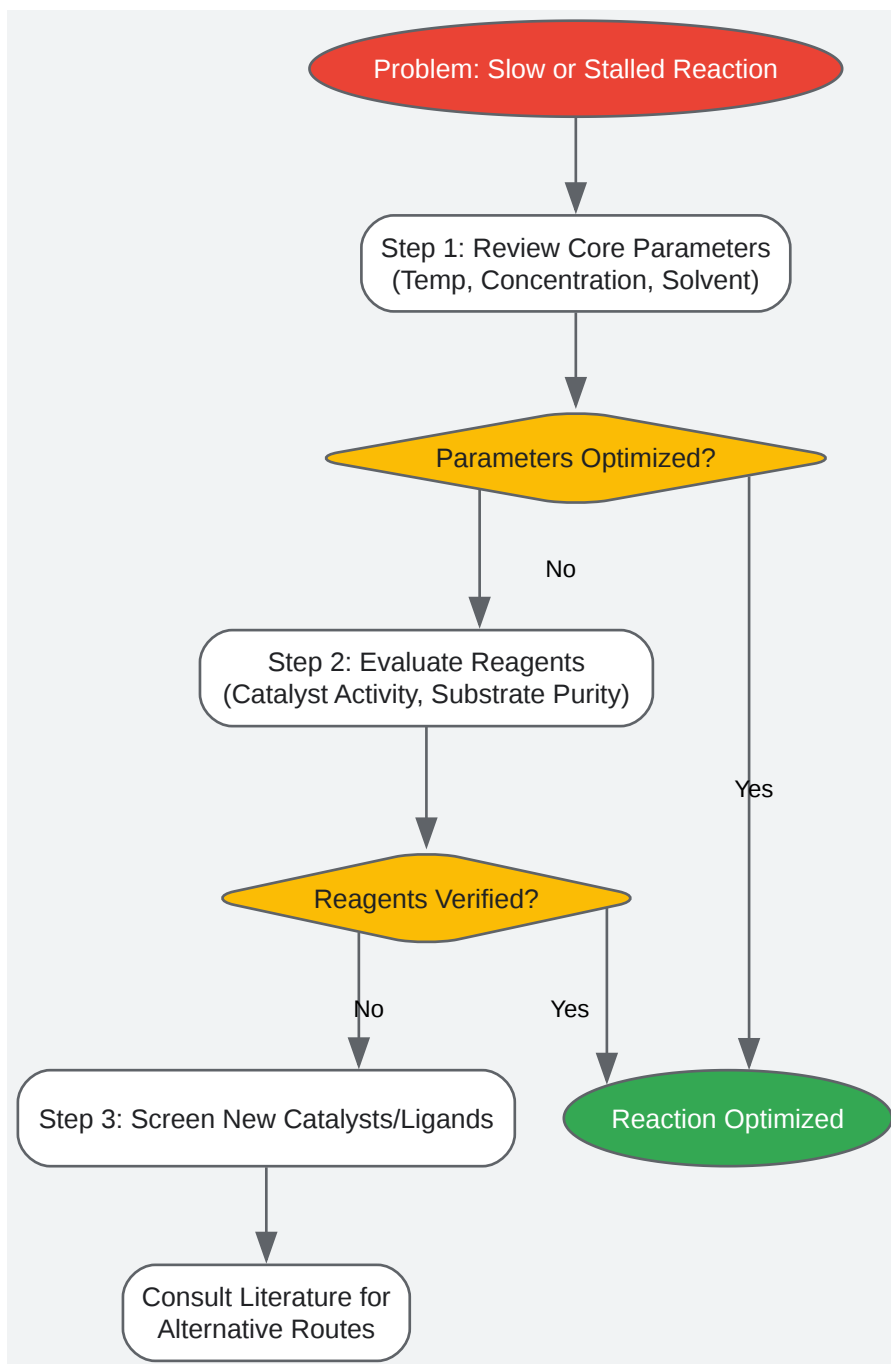 Problem: Slow or Stalled Reaction
Step 1: Review Core Parameters
(Temp, Concentration, Solvent)
Parameters Optimized?
No
Step 2: Evaluate Reagents
(Catalyst Activity, Substrate Purity)
Yes
Reagents Verified?
No
Yes
Step 3: Screen New Catalysts/Ligands
Reaction Optimized
Consult Literature for
Alternative Routes